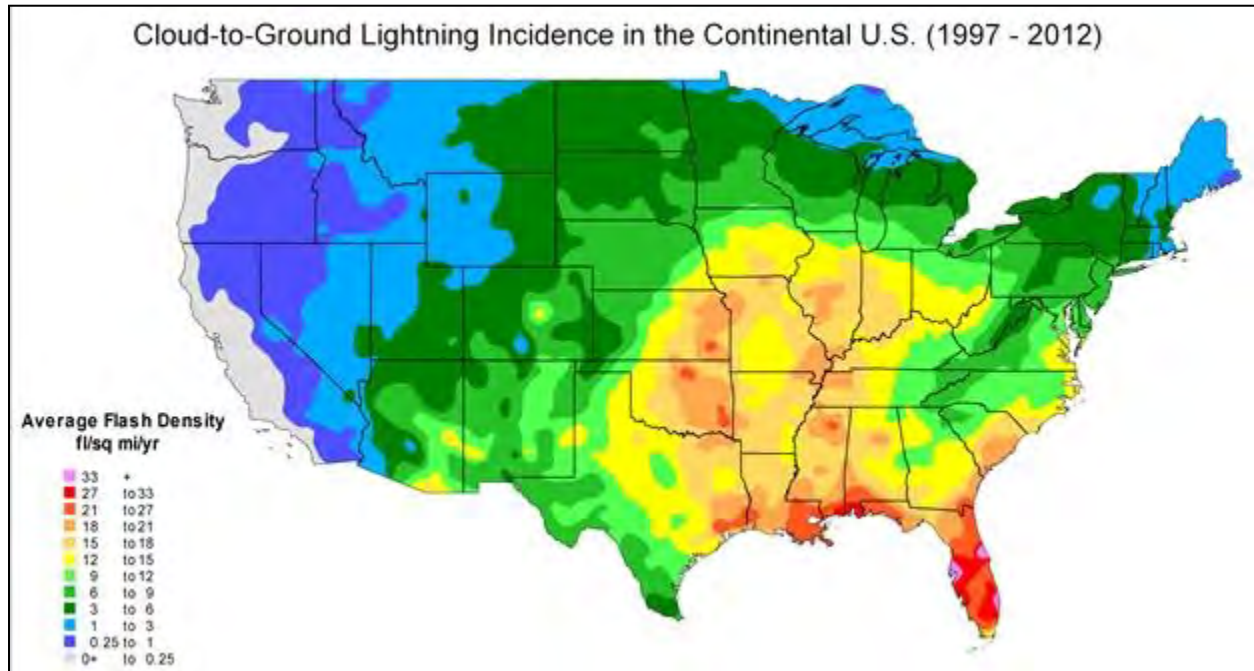 Cloud-to-Ground Lightning Incidence in the Continental U.S. (1997 - 2012)
Average Flash Density
fl/sq mi/yr
33 +
27 to 33
21 to 27
18 to 21
15 to 18
12 to 15
9 to 12
6 to 9
3 to 6
1 to 3
0.25 to 1
0+ to 0.25